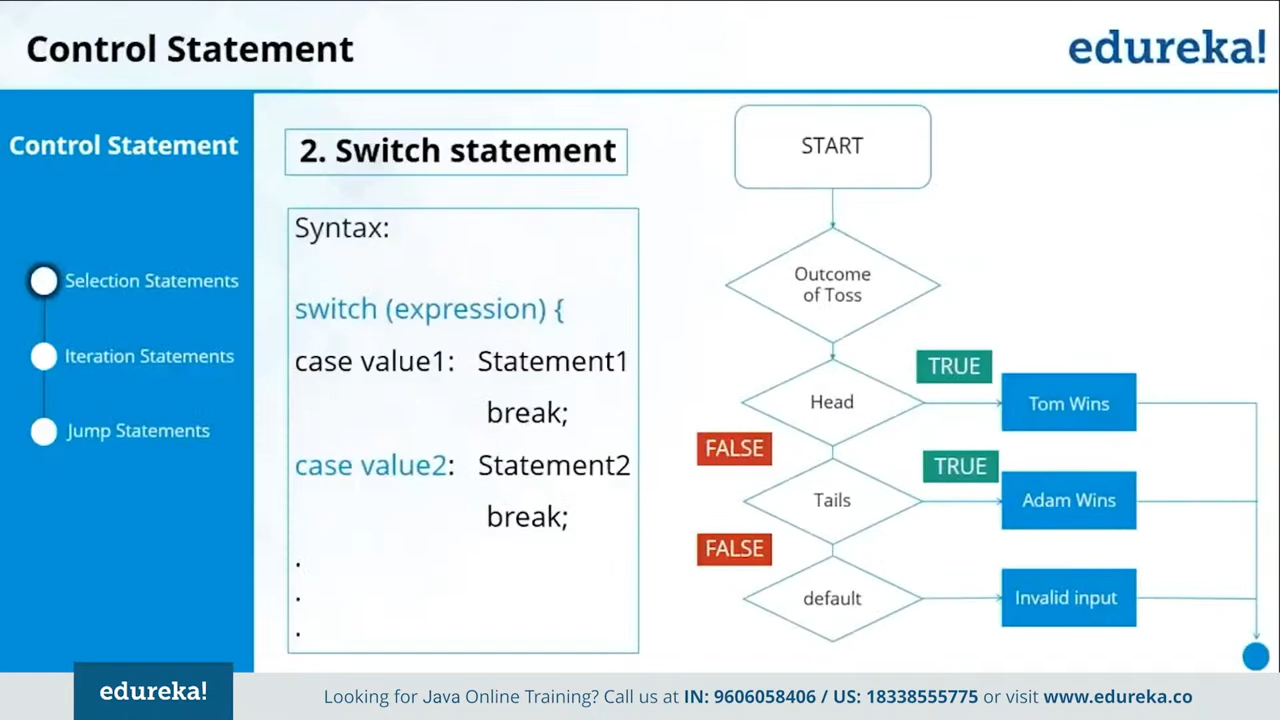 Control Statement
edureka!
Control Statement
Selection Statements
Iteration Statements
Jump Statements
2. Switch statement
Syntax:
switch (expression) {
case value1: Statement1
break;
case value2: Statement2
break;
.
.
.
START
Outcome
of Toss
Head
TRUE
Tom Wins
FALSE
Tails
TRUE
Adam Wins
FALSE
default
Invalid input
edureka!
Looking for Java Online Training? Call us at IN: 9606058406 / US: 18338555775 or visit www.edureka.co